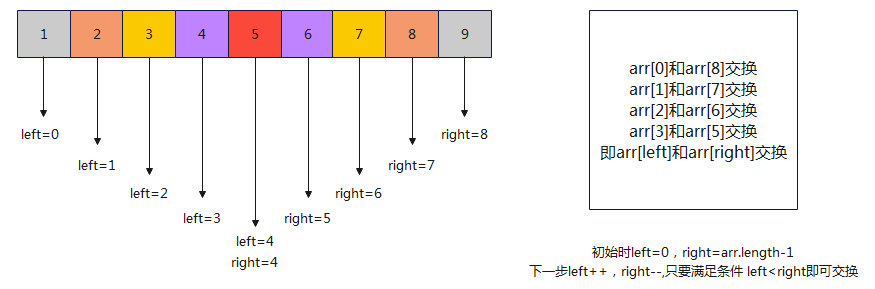 1 2 3 4 5 6 7 8 9
left=0
left=1
left=2
left=3
left=4
right=4
right=5
right=6
right=7
right=8
arr[0]和arr[8]交换
arr[1]和arr[7]交换
arr[2]和arr[6]交换
arr[3]和arr[5]交换
即arr[left]和arr[right]交换
初始时left=0，right=arr.length-1
下一步left++，right--,只要满足条件 left<right即可交换